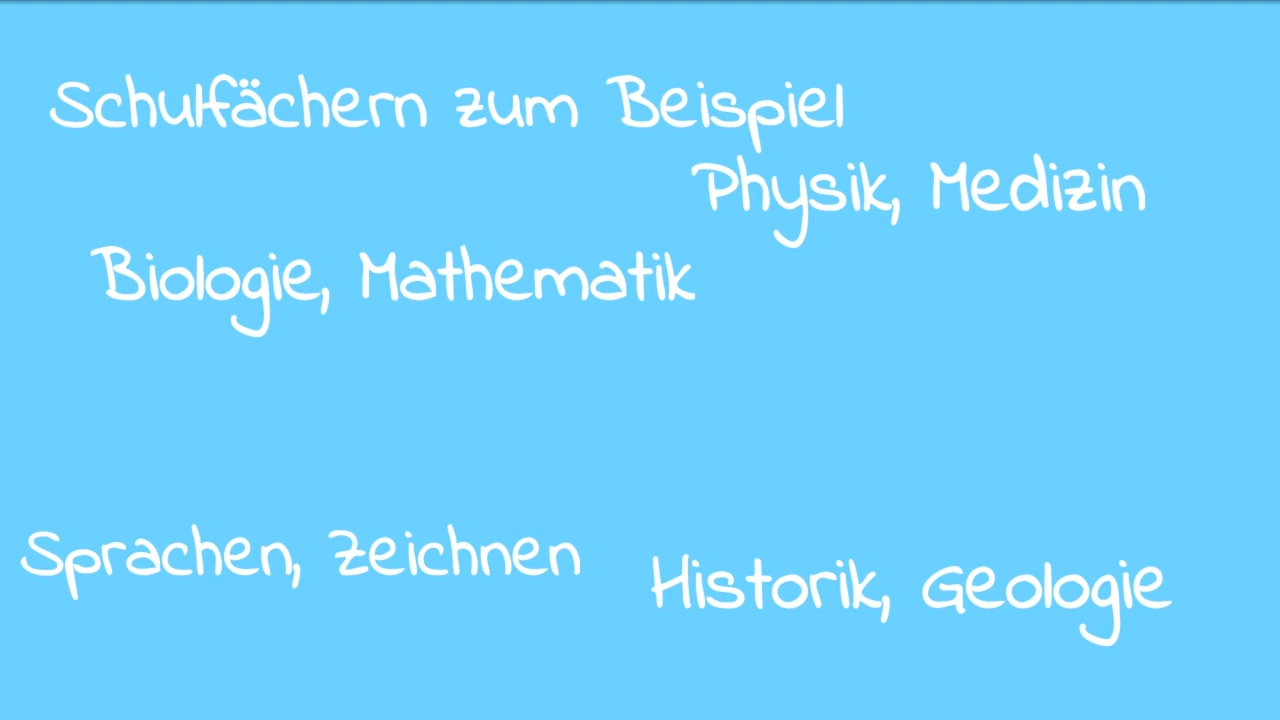 Schulfächern zum Beispiel
Physik, Medizin
Biologie, Mathematik
Sprachen, Zeichnen
Historik, Geologie